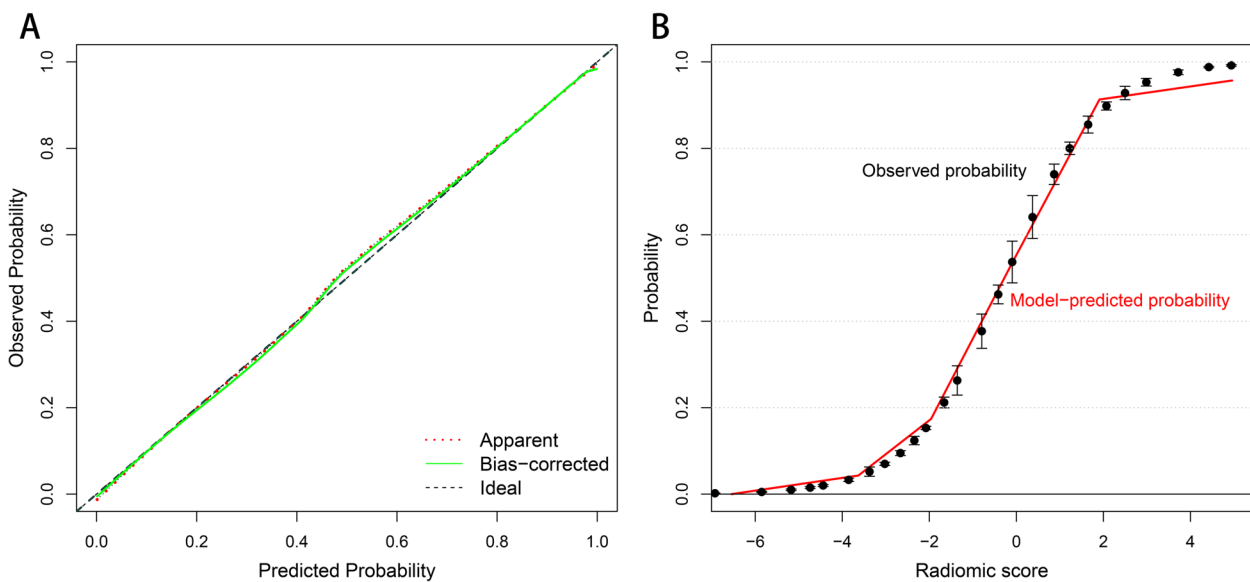 A
Observed Probability
1.0
0.8
0.6
0.4
0.2
0.0
Apparent
Bias-corrected
Ideal
0.0 0.2 0.4 0.6 0.8 1.0
Predicted Probability
B
Probability
1.0
0.8
0.6
0.4
0.2
0.0
Observed probability
Model-predicted probability
−6 −4 −2 0 2 4
Radiomic score